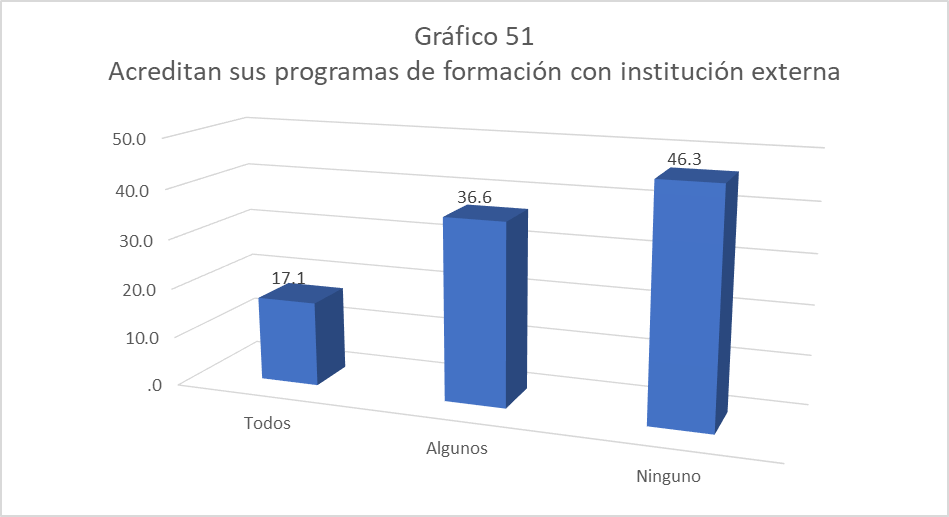 Gráfico 51
Acreditan sus programas de formación con institución externa
50.0
40.0
30.0
20.0
10.0
.0
17.1
36.6
46.3
Todos
Algunos
Ninguno